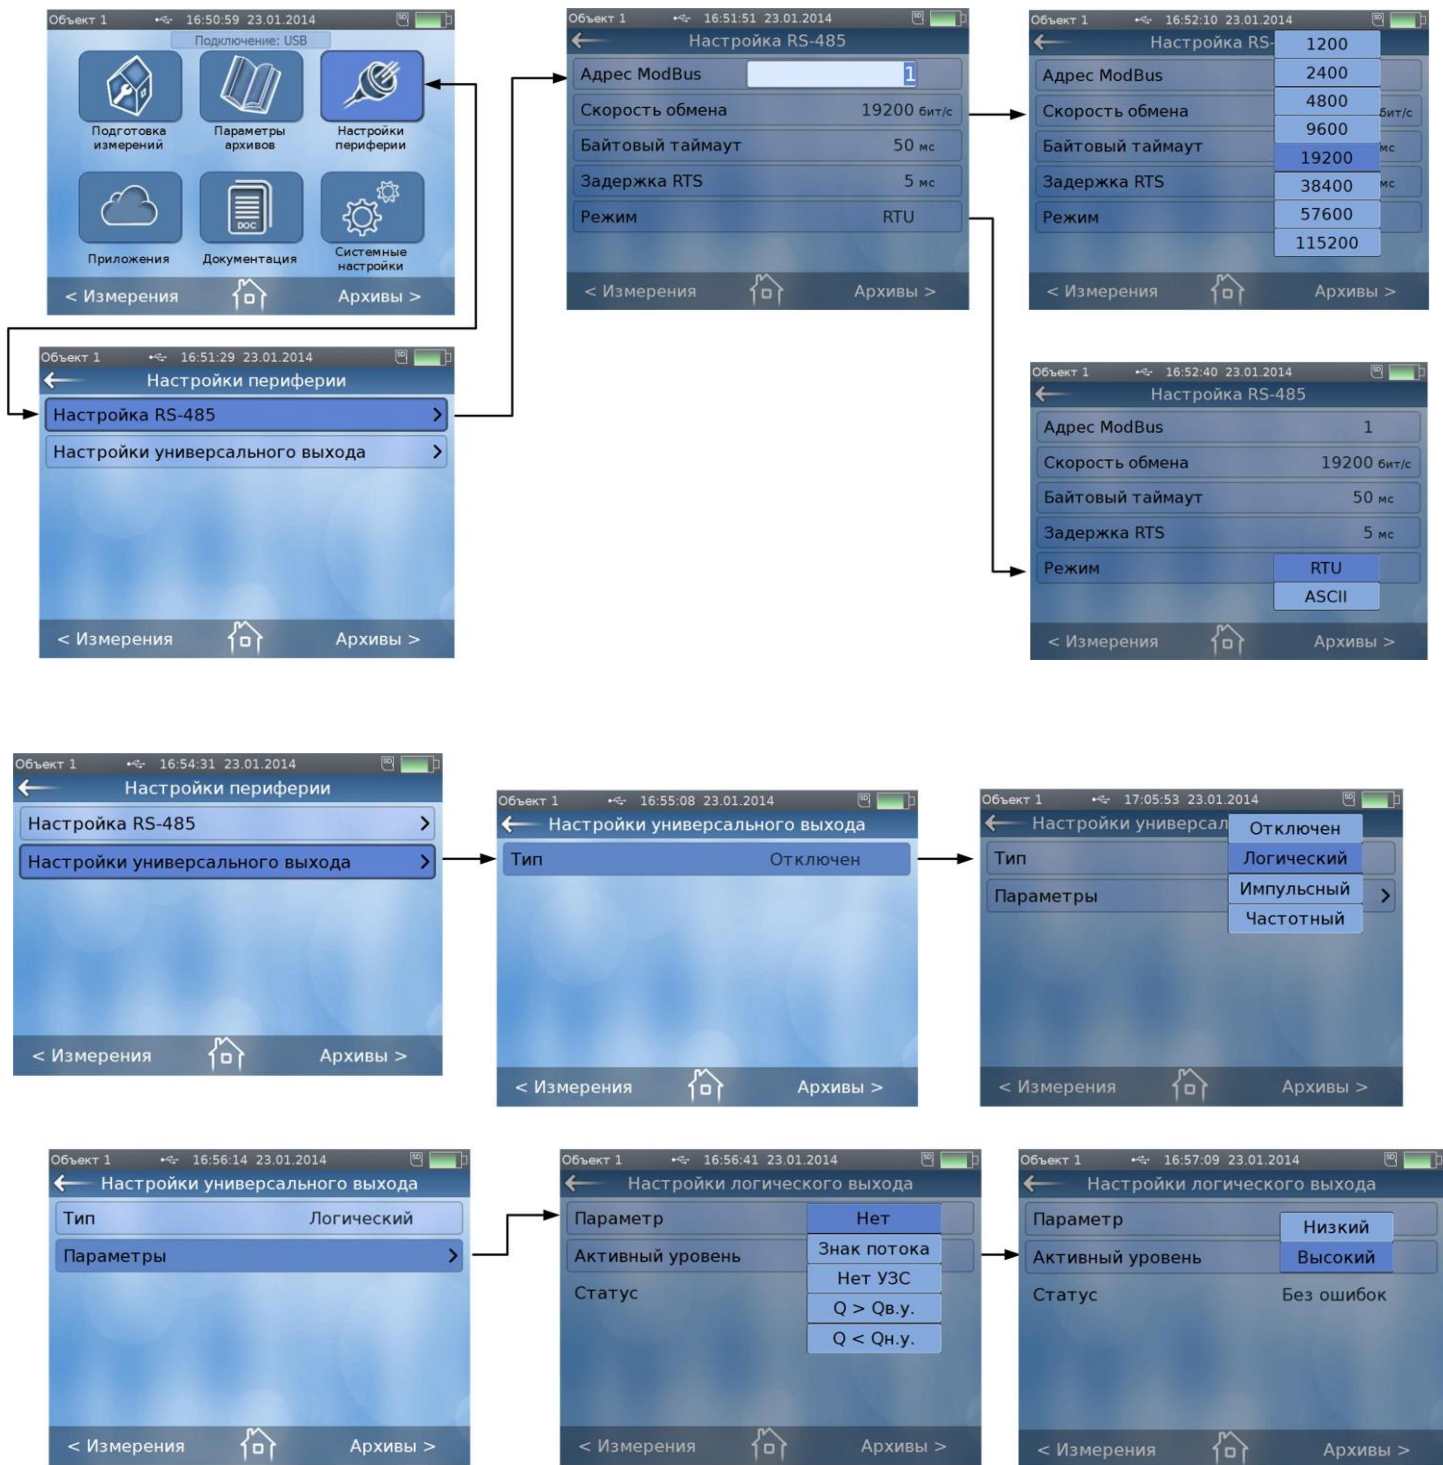 Объект 1 16:50:59 23.01.2014
Подключение: USB
Подготовка измерений
Параметры архивов
Настройки периферии
DOC
Приложения
Документация
Системные настройки
< Измерения Архивы >
Объект 1 16:51:51 23.01.2014
Настройка RS-485
Адрес ModBus 1
Скорость обмена 19200 бит/с
Байтовый таймаут 50 мс
Задержка RTS 5 мс
Режим RTU
< Измерения Архивы >
Объект 1 16:52:10 23.01.2014
Настройка RS-
Адрес ModBus
Скорость обмена бит/с
Байтовый таймаут мс
Задержка RTS мс
Режим
1200
2400
4800
9600
19200
38400
57600
115200
< Измерения Архивы >
Объект 1 16:51:29 23.01.2014
Настройки периферии
Настройка RS-485 >
Настройки универсального выхода >
< Измерения Архивы >
Объект 1 16:52:40 23.01.2014
Настройка RS-485
Адрес ModBus 1
Скорость обмена 19200 бит/с
Байтовый таймаут 50 мс
Задержка RTS 5 мс
Режим RTU
ASCII
< Измерения Архивы >
Объект 1 16:54:31 23.01.2014
Настройки периферии
Настройка RS-485 >
Настройки универсального выхода >
< Измерения Архивы >
Объект 1 16:55:08 23.01.2014
Настройки универсального выхода
Тип Отключен
< Измерения Архивы >
Объект 1 17:05:53 23.01.2014
Настройки универсал
Тип
Параметры >
Отключен
Логический
Импульсный
Частотный
< Измерения Архивы >
Объект 1 16:56:14 23.01.2014
Настройки универсального выхода
Тип Логический
Параметры >
< Измерения Архивы >
Объект 1 16:56:41 23.01.2014
Настройки логического выхода
Параметр Нет
Активный уровень Знак потока
Статус Нет УЗС
Q > Qв.у.
Q < Qн.у.
< Измерения Архивы >
Объект 1 16:57:09 23.01.2014
Настройки логического выхода
Параметр Низкий
Активный уровень Высокий
Статус Без ошибок
< Измерения Архивы >